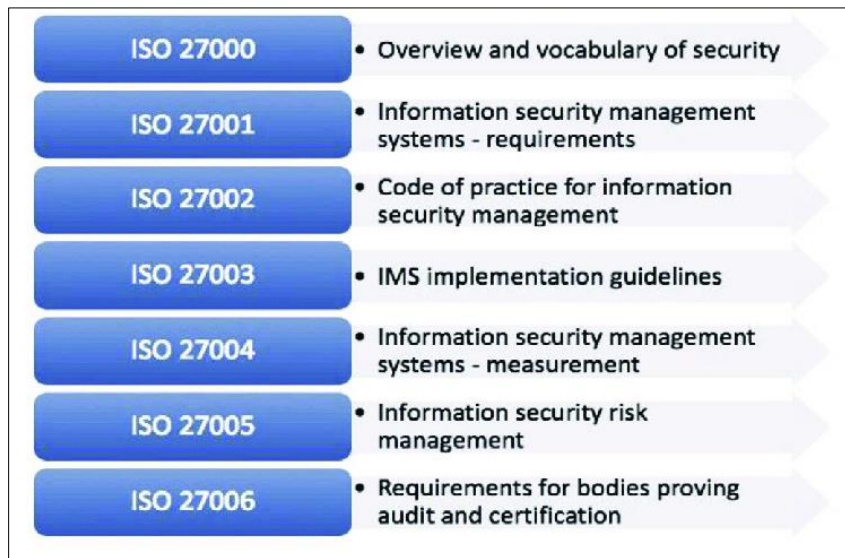 ISO 27000
• Overview and vocabulary of security
ISO 27001
• Information security management
systems - requirements
ISO 27002
• Code of practice for information
security management
ISO 27003
• IMS implementation guidelines
ISO 27004
• Information security management
systems - measurement
ISO 27005
• Information security risk
management
ISO 27006
• Requirements for bodies proving
audit and certification